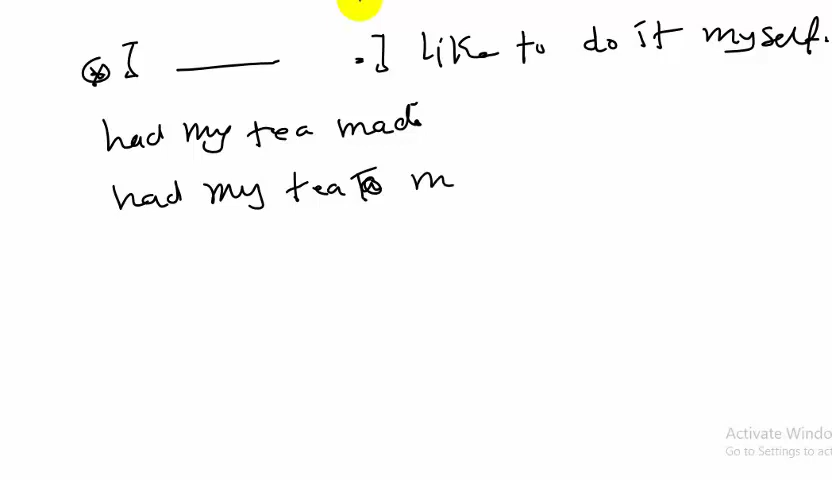 I ______ . I like to do it myself.
had my tea made
had my tea m
Activate Windo
Go to Settings to act